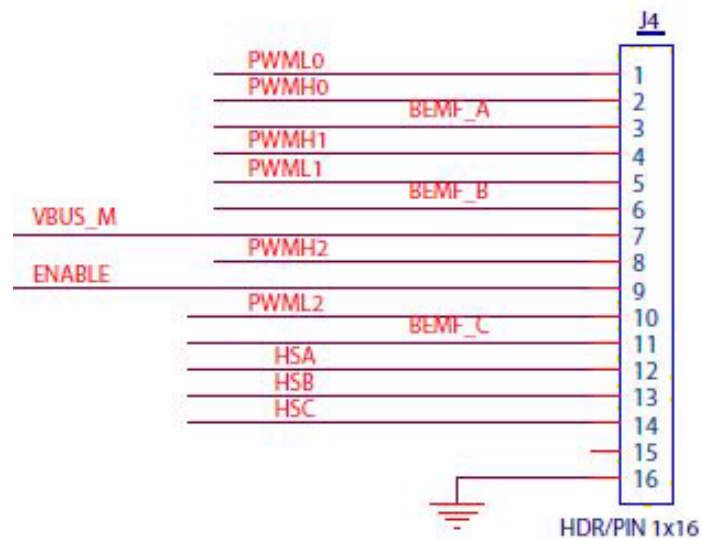 J4
PWML0 1
PWMH0 2
BEMF_A 3
PWMH1 4
PWML1 5
BEMF_B 6
VBUS_M 7
PWMH2 8
ENABLE 9
PWML2 10
BEMF_C 11
HSA 12
HSB 13
HSC 14
15
16
HDR/PIN 1x16